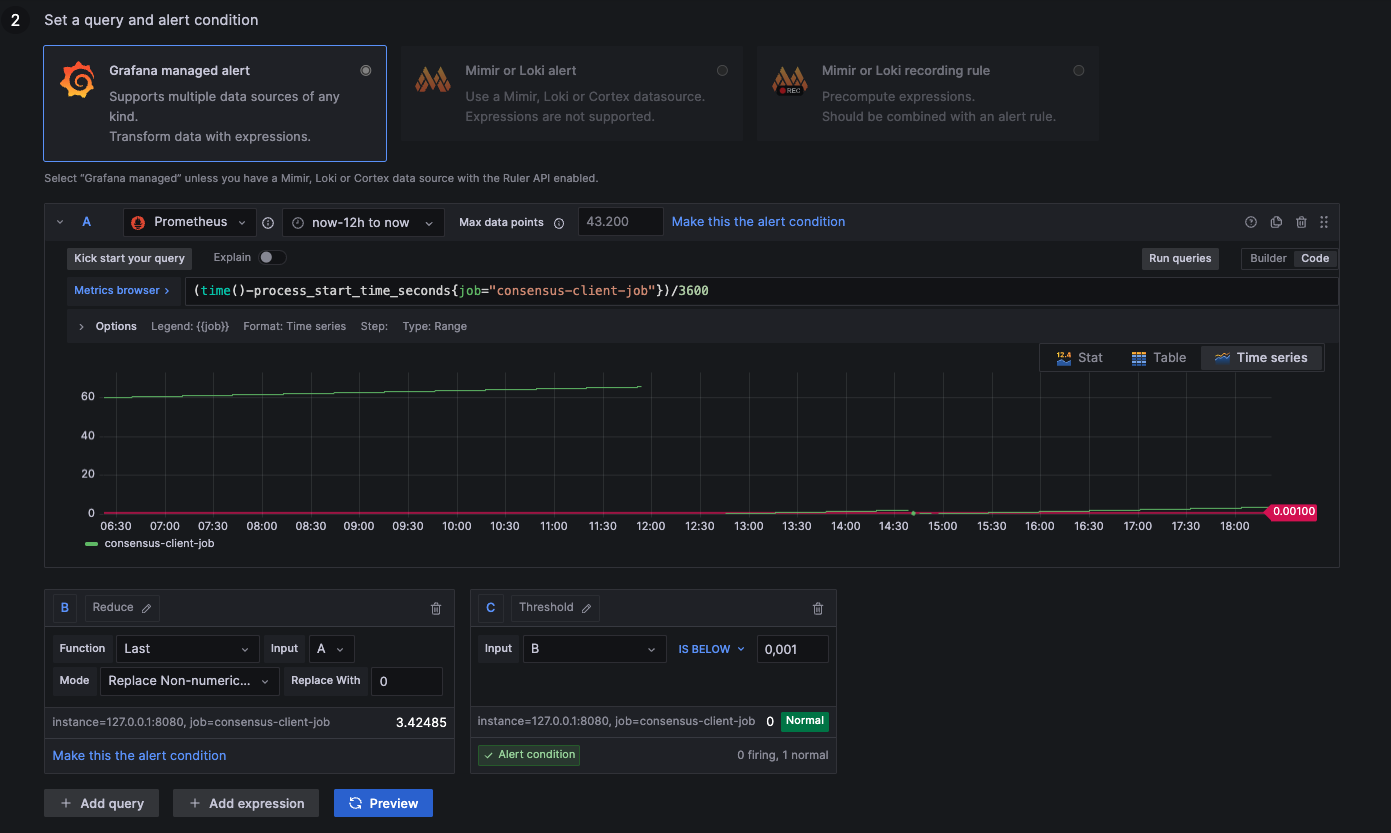 2 Set a query and alert condition
Grafana managed alert
Supports multiple data sources of any
kind.
Transform data with expressions.
Mimir or Loki alert
Use a Mimir, Loki or Cortex datasource.
Expressions are not supported.
Mimir or Loki recording rule
Precompute expressions.
Should be combined with an alert rule.
REC
Select “Grafana managed” unless you have a Mimir, Loki or Cortex data source with the Ruler API enabled.
A Prometheus now-12h to now Max data points 43.200 Make this the alert condition
Kick start your query Explain Run queries Builder Code
Metrics browser > (time()-process_start_time_seconds{job="consensus-client-job"})/3600
> Options Legend: {{job}} Format: Time series Step: Type: Range
12.4 Stat Table Time series
60
40
20
0
0.00100
06:30 07:00 07:30 08:00 08:30 09:00 09:30 10:00 10:30 11:00 11:30 12:00 12:30 13:00 13:30 14:00 14:30 15:00 15:30 16:00 16:30 17:00 17:30 18:00
consensus-client-job
B Reduce
Function Last Input A
Mode Replace Non-numeric... Replace With 0
instance=127.0.0.1:8080, job=consensus-client-job 3.42485
Make this the alert condition
C Threshold
Input B IS BELOW 0,001
instance=127.0.0.1:8080, job=consensus-client-job 0 Normal
Alert condition 0 firing, 1 normal
+ Add query + Add expression Preview